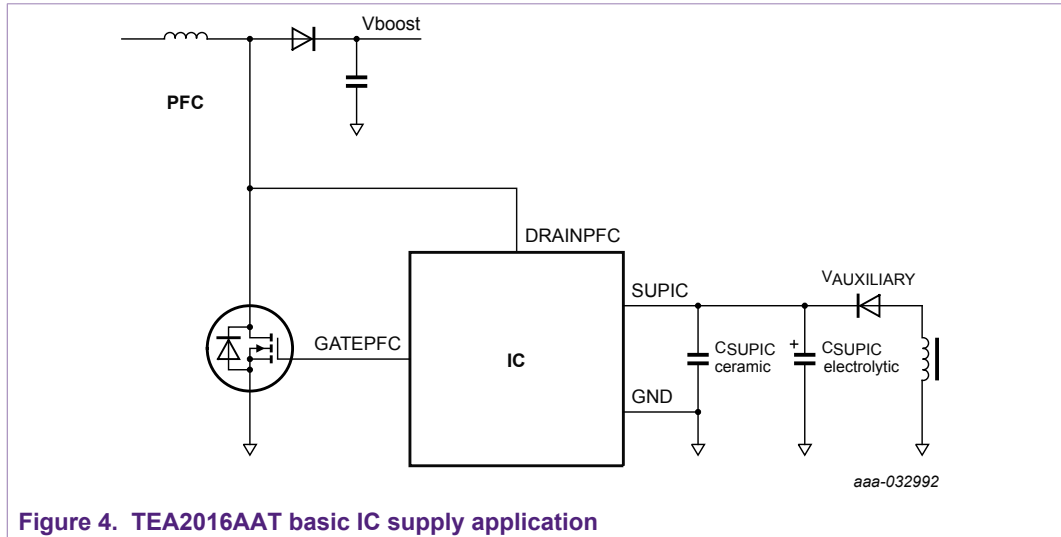 Vboost
PFC
DRAINPFC
VAUXILIARY
SUPIC
GATEPFC
IC
CSUPIC
ceramic
+
CSUPIC
electrolytic
GND
aaa-032992
Figure 4. TEA2016AAT basic IC supply application